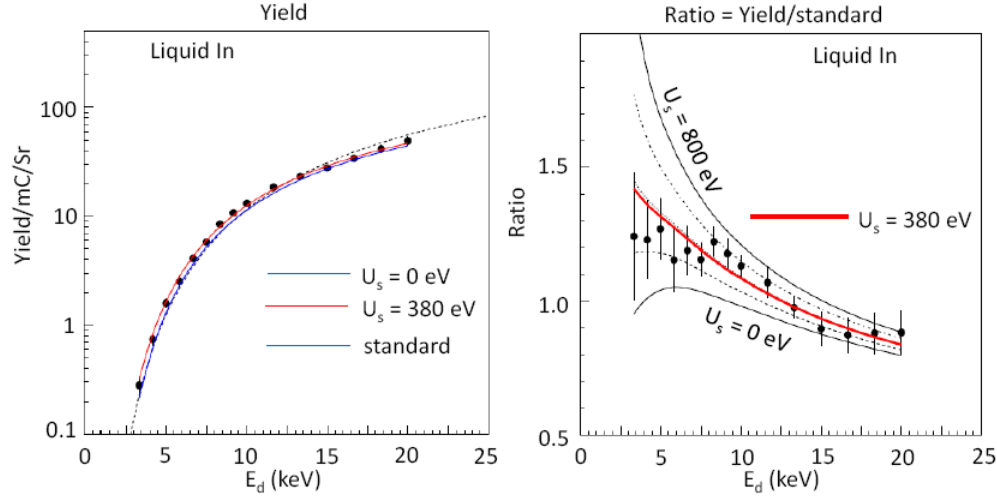 Yield
Liquid In
Yield/mC/Sr
100
10
1
0.1
U_s = 0 eV
U_s = 380 eV
standard
0 5 10 15 20 25
E_d (keV)
Ratio = Yield/standard
Liquid In
Ratio
1.5
1.0
0.5
U_s = 800 eV
U_s = 380 eV
U_s = 0 eV
0 5 10 15 20 25
E_d (keV)